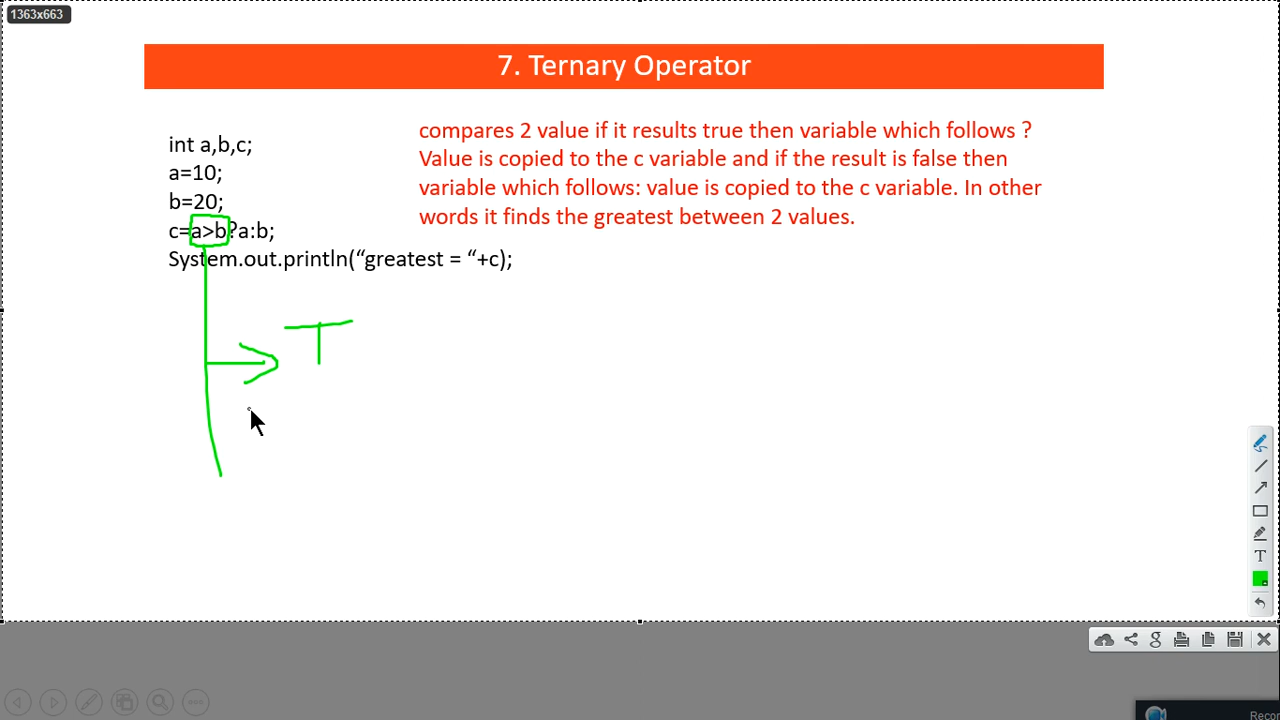 1363x663
7. Ternary Operator
int a,b,c;
a=10;
b=20;
c=a>b?a:b;
System.out.println(“greatest = “+c);
compares 2 value if it results true then variable which follows ?
Value is copied to the c variable and if the result is false then
variable which follows: value is copied to the c variable. In other
words it finds the greatest between 2 values.
T
T
g
Reco